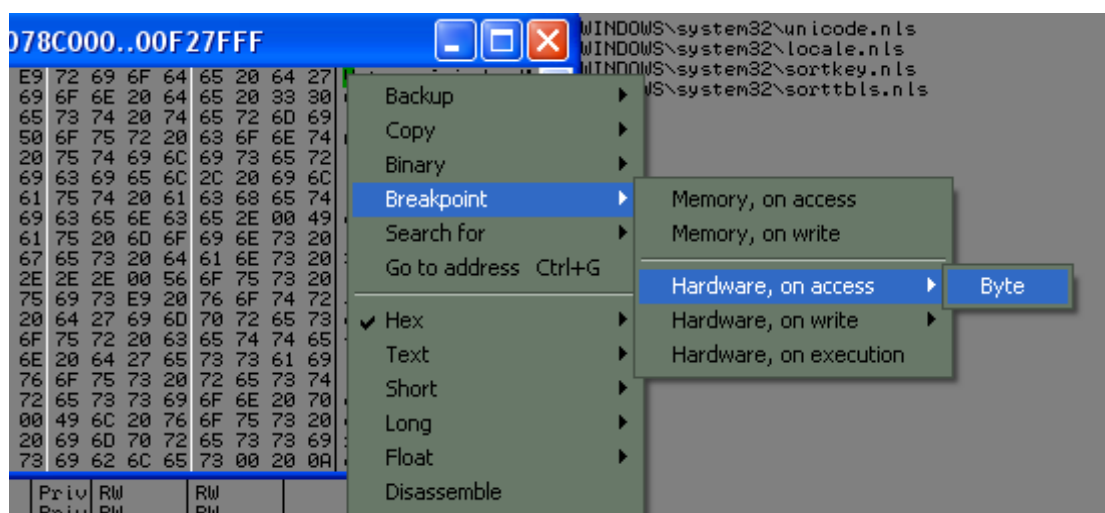 078C000..00F27FFF
WINDOWS\system32\unicode.nls
WINDOWS\system32\locale.nls
WINDOWS\system32\sortkey.nls
WS\system32\sorttbls.nls
E9 72 69 6F 64 65 20 64 27
69 6F 6E 20 64 65 20 33 30
65 73 74 20 74 65 72 6D 69
50 6F 75 72 20 63 6F 6E 74
20 75 74 69 6C 69 73 65 72
69 63 69 65 6C 2C 20 69 6C
61 75 74 20 61 63 68 65 74
69 63 65 6E 63 65 2E 00 49
61 75 20 6D 6F 69 6E 73 20
67 65 73 20 64 61 6E 73 20
2E 2E 2E 00 56 6F 75 73 20
75 69 73 E9 20 76 6F 74 72
20 64 27 69 6D 70 72 65 73
6F 75 72 20 63 65 74 74 65
6E 20 64 27 65 73 73 61 69
76 6F 75 73 20 72 65 73 74
72 65 73 73 69 6F 6E 20 70
00 49 6C 20 76 6F 75 73 20
20 69 6D 70 72 65 73 73 69
73 69 62 6C 65 73 00 20 0A
Priv RW RW
Backup
Copy
Binary
Breakpoint
Search for
Go to address Ctrl+G
Hex
Text
Short
Long
Float
Disassemble
Memory, on access
Memory, on write
Hardware, on access
Hardware, on write
Hardware, on execution
Byte